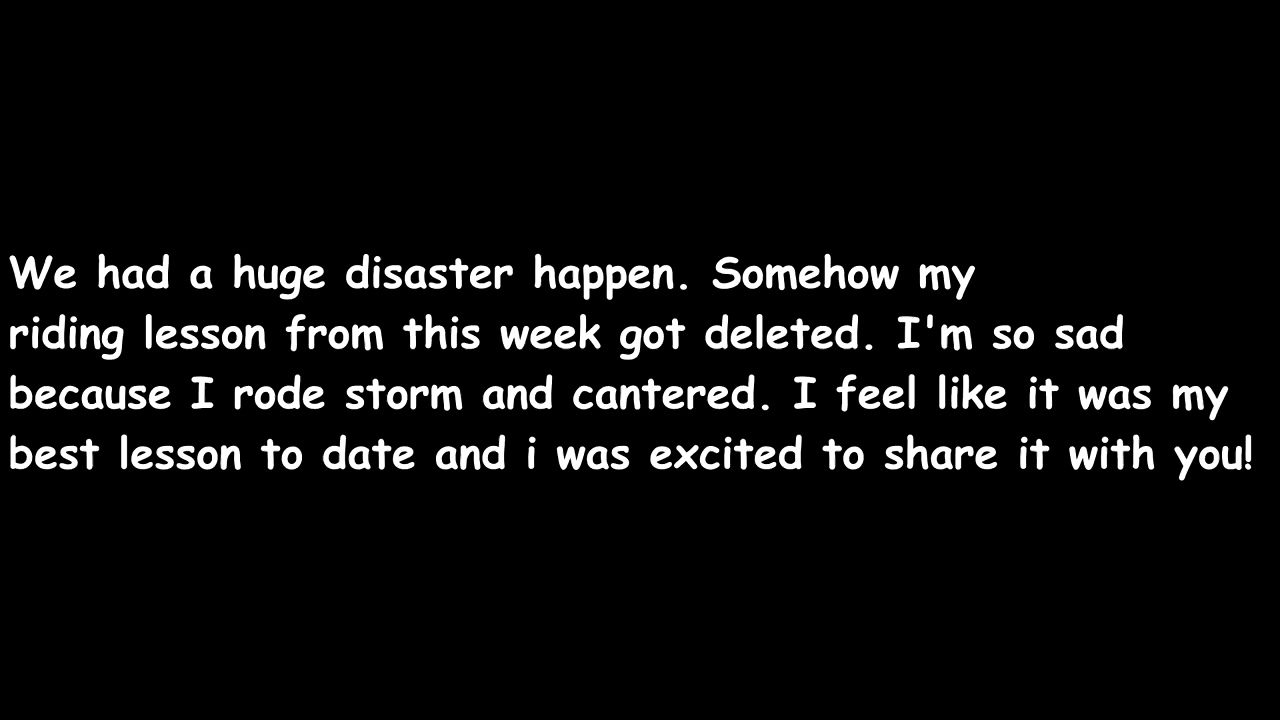 We had a huge disaster happen. Somehow my
riding lesson from this week got deleted. I'm so sad
because I rode storm and cantered. I feel like it was my
best lesson to date and i was excited to share it with you!